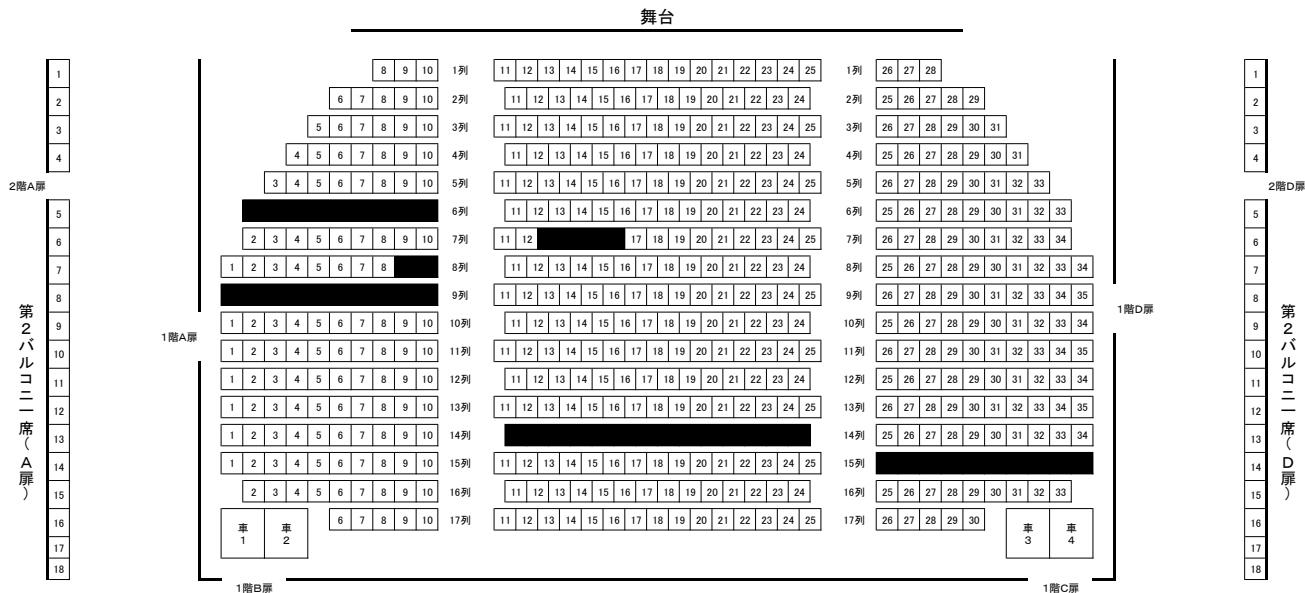 舞台
8 9 10 1列 11 12 13 14 15 16 17 18 19 20 21 22 23 24 25 1列 26 27 28
6 7 8 9 10 2列 11 12 13 14 15 16 17 18 19 20 21 22 23 24 2列 25 26 27 28 29
5 6 7 8 9 10 3列 11 12 13 14 15 16 17 18 19 20 21 22 23 24 25 3列 26 27 28 29 30 31
4 5 6 7 8 9 10 4列 11 12 13 14 15 16 17 18 19 20 21 22 23 24 4列 25 26 27 28 29 30 31
3 4 5 6 7 8 9 10 5列 11 12 13 14 15 16 17 18 19 20 21 22 23 24 25 5列 26 27 28 29 30 31 32 33
6列 11 12 13 14 15 16 17 18 19 20 21 22 23 24 6列 25 26 27 28 29 30 31 32 33
2 3 4 5 6 7 8 9 10 7列 11 12 17 18 19 20 21 22 23 24 25 7列 26 27 28 29 30 31 32 33 34
1 2 3 4 5 6 7 8 8列 11 12 13 14 15 16 17 18 19 20 21 22 23 24 8列 25 26 27 28 29 30 31 32 33 34
9列 11 12 13 14 15 16 17 18 19 20 21 22 23 24 25 9列 26 27 28 29 30 31 32 33 34 35
1 2 3 4 5 6 7 8 9 10 10列 11 12 13 14 15 16 17 18 19 20 21 22 23 24 10列 25 26 27 28 29 30 31 32 33 34
1 2 3 4 5 6 7 8 9 10 11列 11 12 13 14 15 16 17 18 19 20 21 22 23 24 25 11列 26 27 28 29 30 31 32 33 34 35
1 2 3 4 5 6 7 8 9 10 12列 11 12 13 14 15 16 17 18 19 20 21 22 23 24 12列 25 26 27 28 29 30 31 32 33 34
1 2 3 4 5 6 7 8 9 10 13列 11 12 13 14 15 16 17 18 19 20 21 22 23 24 25 13列 26 27 28 29 30 31 32 33 34 35
1 2 3 4 5 6 7 8 9 10 14列 14列 25 26 27 28 29 30 31 32 33 34
1 2 3 4 5 6 7 8 9 10 15列 11 12 13 14 15 16 17 18 19 20 21 22 23 24 25 15列
2 3 4 5 6 7 8 9 10 16列 11 12 13 14 15 16 17 18 19 20 21 22 23 24 16列 25 26 27 28 29 30 31 32 33
車1 車2 6 7 8 9 10 17列 11 12 13 14 15 16 17 18 19 20 21 22 23 24 25 17列 26 27 28 29 30 車3 車4
1
2
3
4
2階A扉
5
6
7
8
9
10
11
12
13
14
15
16
17
18
第2バルコニー席(A扉)
1階A扉
1階B扉
1階C扉
1階D扉
1
2
3
4
2階D扉
5
6
7
8
9
10
11
12
13
14
15
16
17
18
第2バルコニー席(D扉)